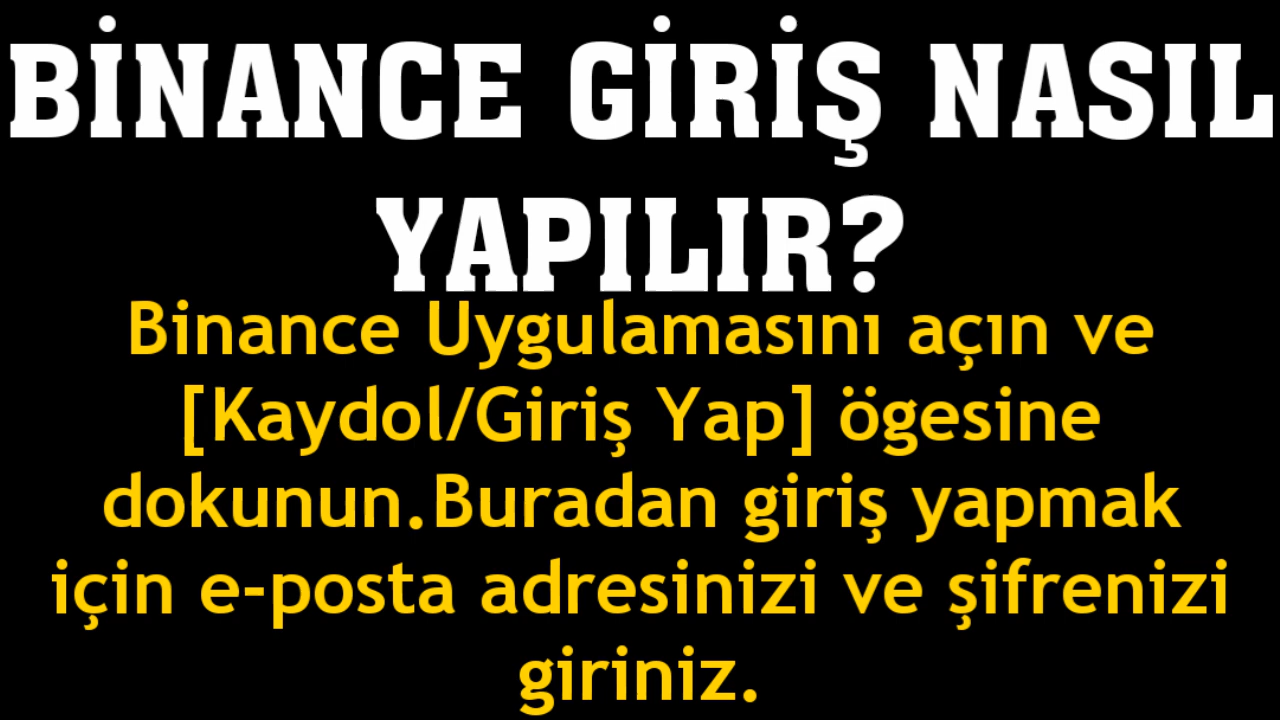 BİNANCE GİRİŞ NASIL
YAPILIR?
Binance Uygulamasını açın ve
[Kaydol/Giriş Yap] ögesine
dokunun.Buradan giriş yapmak
için e-posta adresinizi ve şifrenizi
giriniz.